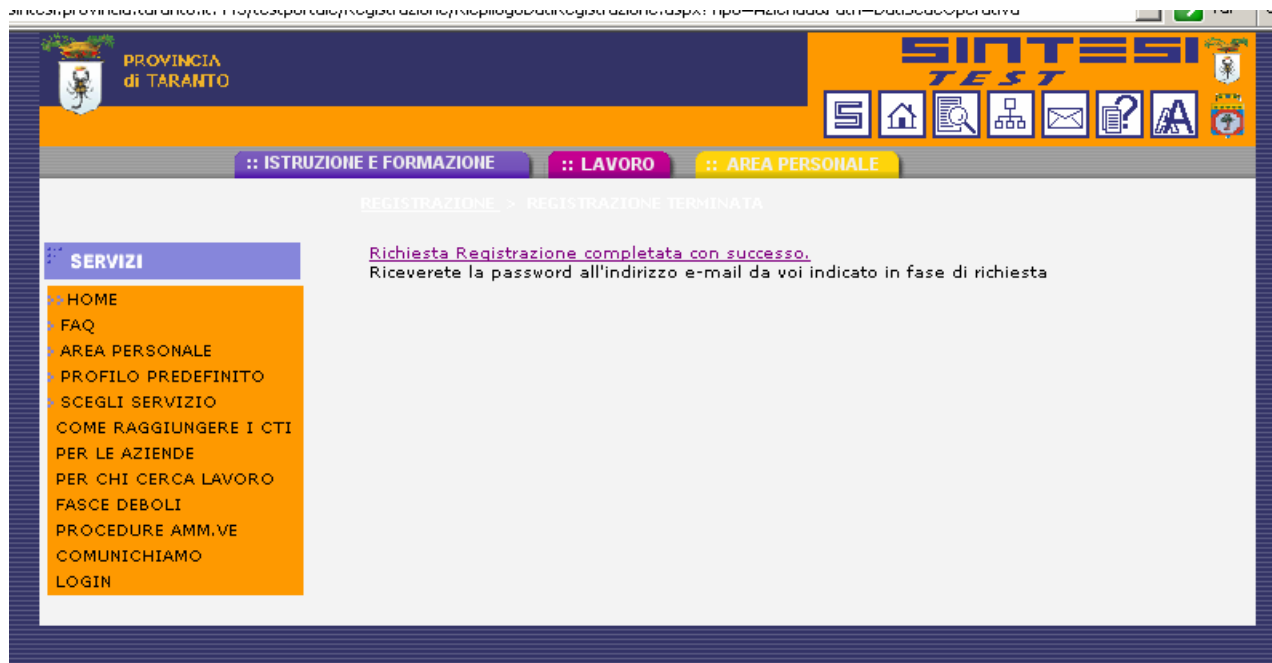 PROVINCIA
di TARANTO
SINTESI
TEST
:: ISTRUZIONE E FORMAZIONE
:: LAVORO
:: AREA PERSONALE
REGISTRAZIONE > REGISTRAZIONE TERMINATA
SERVIZI
Richiesta Registrazione completata con successo.
Riceverete la password all'indirizzo e-mail da voi indicato in fase di richiesta
>>HOME
> FAQ
> AREA PERSONALE
> PROFILO PREDEFINITO
> SCEGLI SERVIZIO
COME RAGGIUNGERE I CTI
PER LE AZIENDE
PER CHI CERCA LAVORO
FASCE DEBOLI
PROCEDURE AMM.VE
COMUNICHIAMO
LOGIN